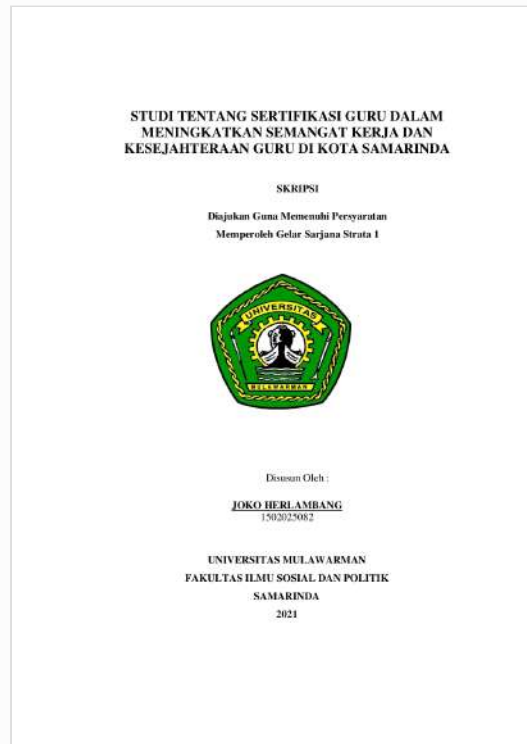 STUDI TENTANG SERTIFIKASI GURU DALAM
MENINGKATKAN SEMANGAT KERJA DAN
KESEJAHTERAAN GURU DI KOTA SAMARINDA
SKRIPSI
Diajukan Guna Memenuhi Persyaratan
Memperoleh Gelar Sarjana Strata 1
UNIVERSITAS
MULAWARMAN
Disusun Oleh :
JOKO HERLAMBANG
1502025082
UNIVERSITAS MULAWARMAN
FAKULTAS ILMU SOSIAL DAN POLITIK
SAMARINDA
2021